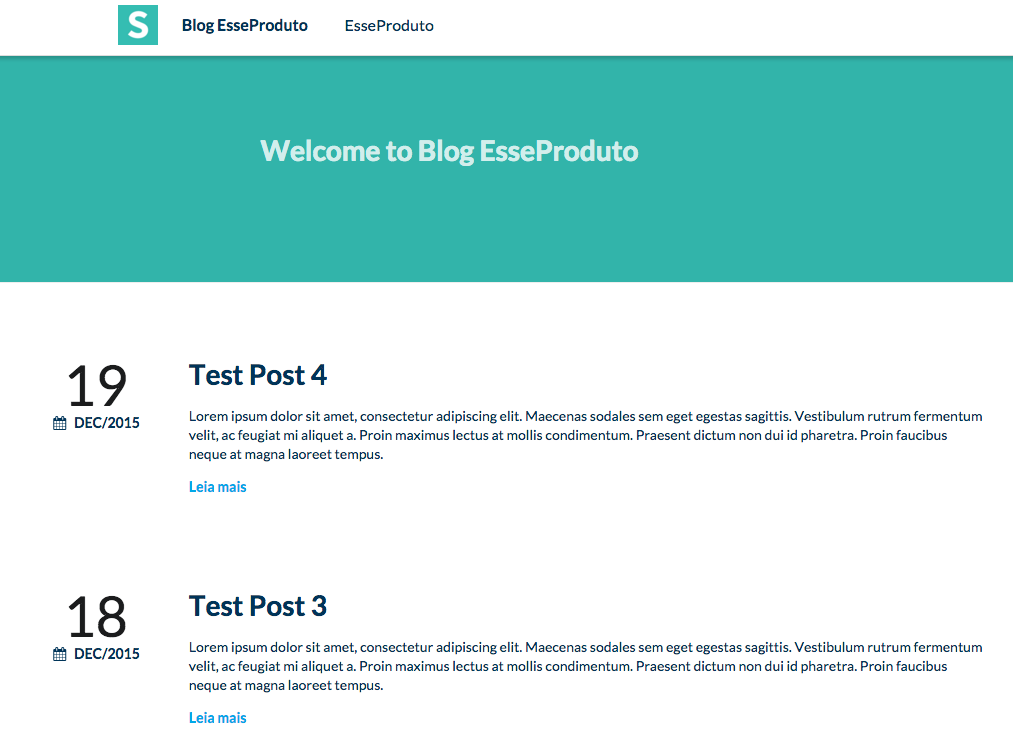 S Blog EsseProduto EsseProduto
Welcome to Blog EsseProduto
19
DEC/2015
Test Post 4
Lorem ipsum dolor sit amet, consectetur adipiscing elit. Maecenas sodales sem eget egestas sagittis. Vestibulum rutrum fermentum
velit, ac feugiat mi aliquet a. Proin maximus lectus at mollis condimentum. Praesent dictum non dui id pharetra. Proin faucibus
neque at magna laoreet tempus.
Leia mais
18
DEC/2015
Test Post 3
Lorem ipsum dolor sit amet, consectetur adipiscing elit. Maecenas sodales sem eget egestas sagittis. Vestibulum rutrum fermentum
velit, ac feugiat mi aliquet a. Proin maximus lectus at mollis condimentum. Praesent dictum non dui id pharetra. Proin faucibus
neque at magna laoreet tempus.
Leia mais